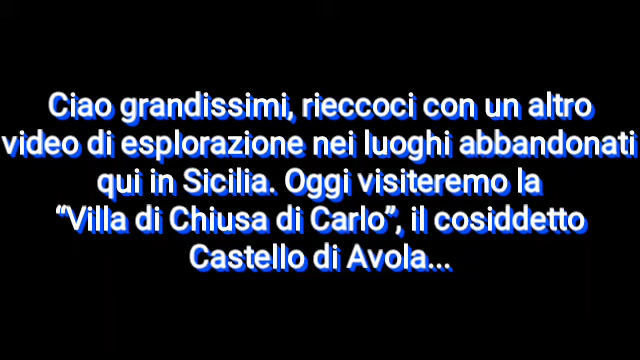 Ciao grandissimi, rieccoci con un altro
video di esplorazione nei luoghi abbandonati
qui in Sicilia. Oggi visiteremo la
“Villa di Chiusa di Carlo”, il cosiddetto
Castello di Avola...